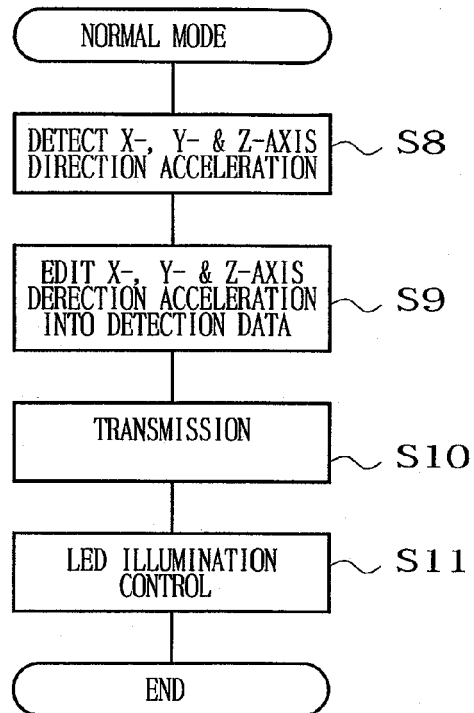 NORMAL MODE
DETECT X-, Y- & Z-AXIS
DIRECTION ACCELERATION
S8
EDIT X-, Y- & Z-AXIS
DERECTION ACCELERATION
INTO DETECTION DATA
S9
TRANSMISSION
S10
LED ILLUMINATION
CONTROL
S11
END